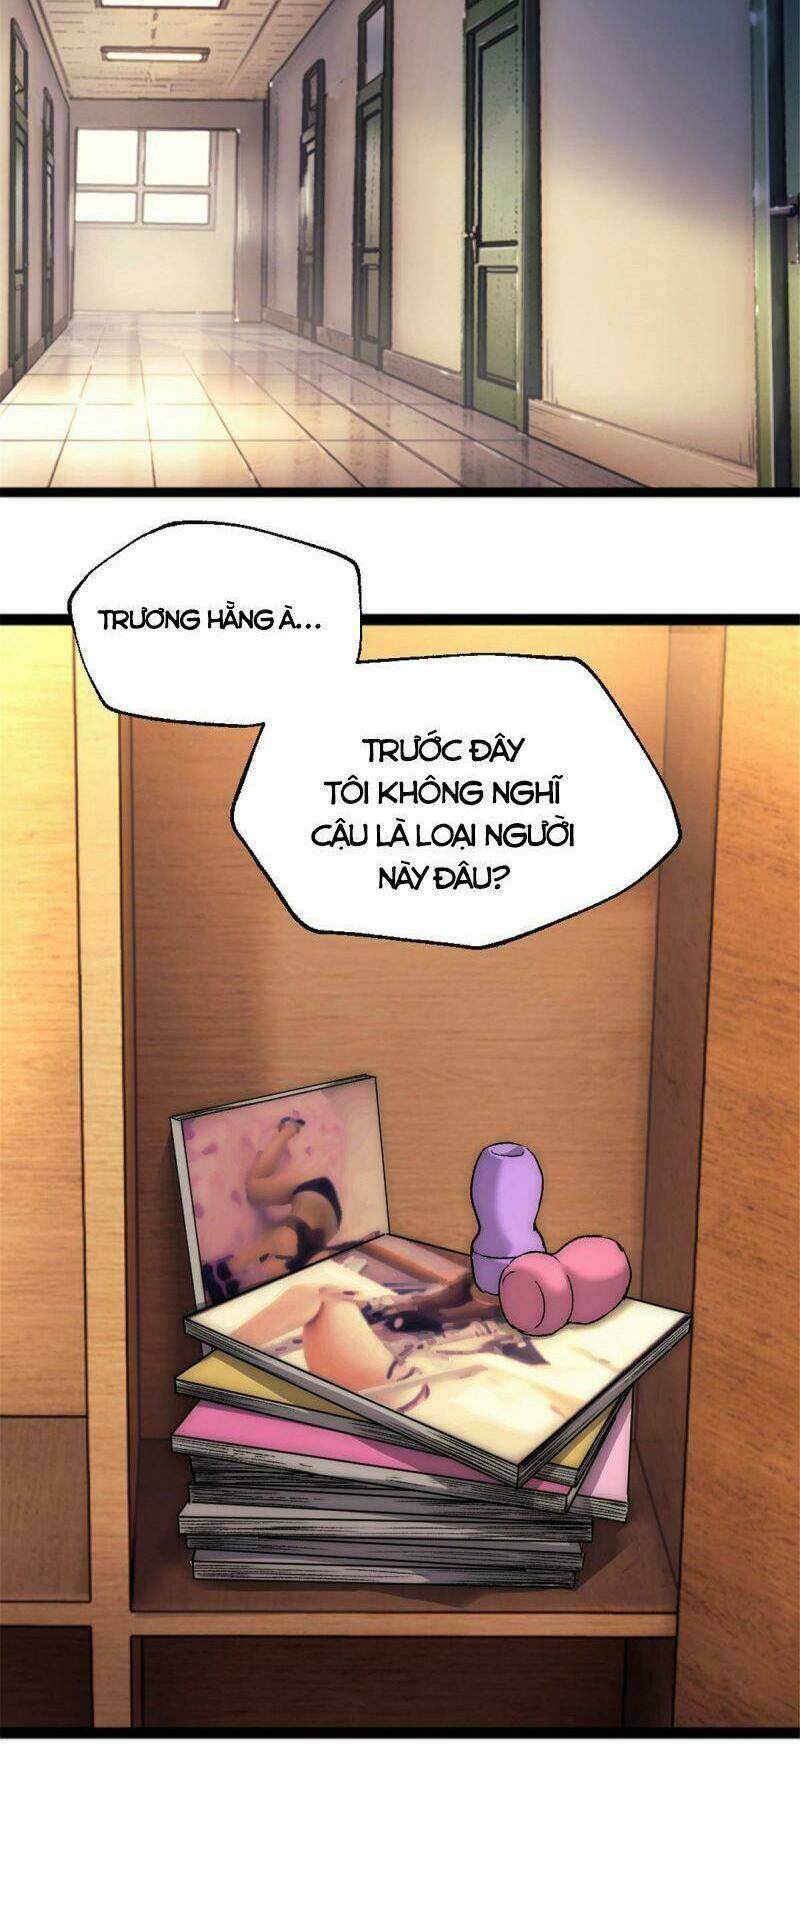 TRƯƠNG HẰNG À...
TRƯỚC ĐÂY
TÔI KHÔNG NGHĨ
CẬU LÀ LOẠI NGƯỜI
NÀY ĐÂU?